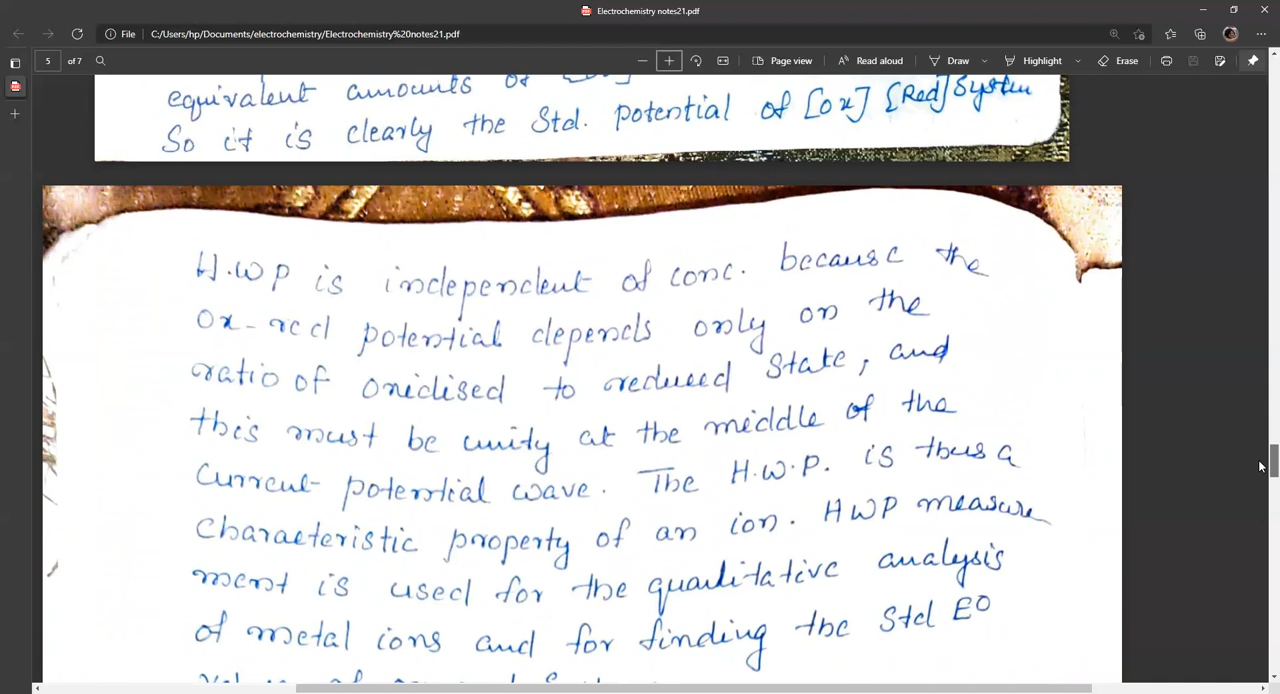 Electrochemistry notes21.pdf
File C:/Users/hp/Documents/electrochemistry/Electrochemistry%20notes21.pdf
5 of 7 Page view Read aloud Draw Highlight Erase
equivalent amounts of
So it is clearly the Std. potential of [ox] [Red] System
H.W P is independent of conc. because the
Ox-red potential depends only on the
ratio of oxidised to reduced State, and
this must be unity at the middle of the
Current-potential wave. The H.W.P. is thus a
Characteristic property of an ion. HWP measure
ment is used for the qualitative analysis
of metal ions and for finding the Std E0